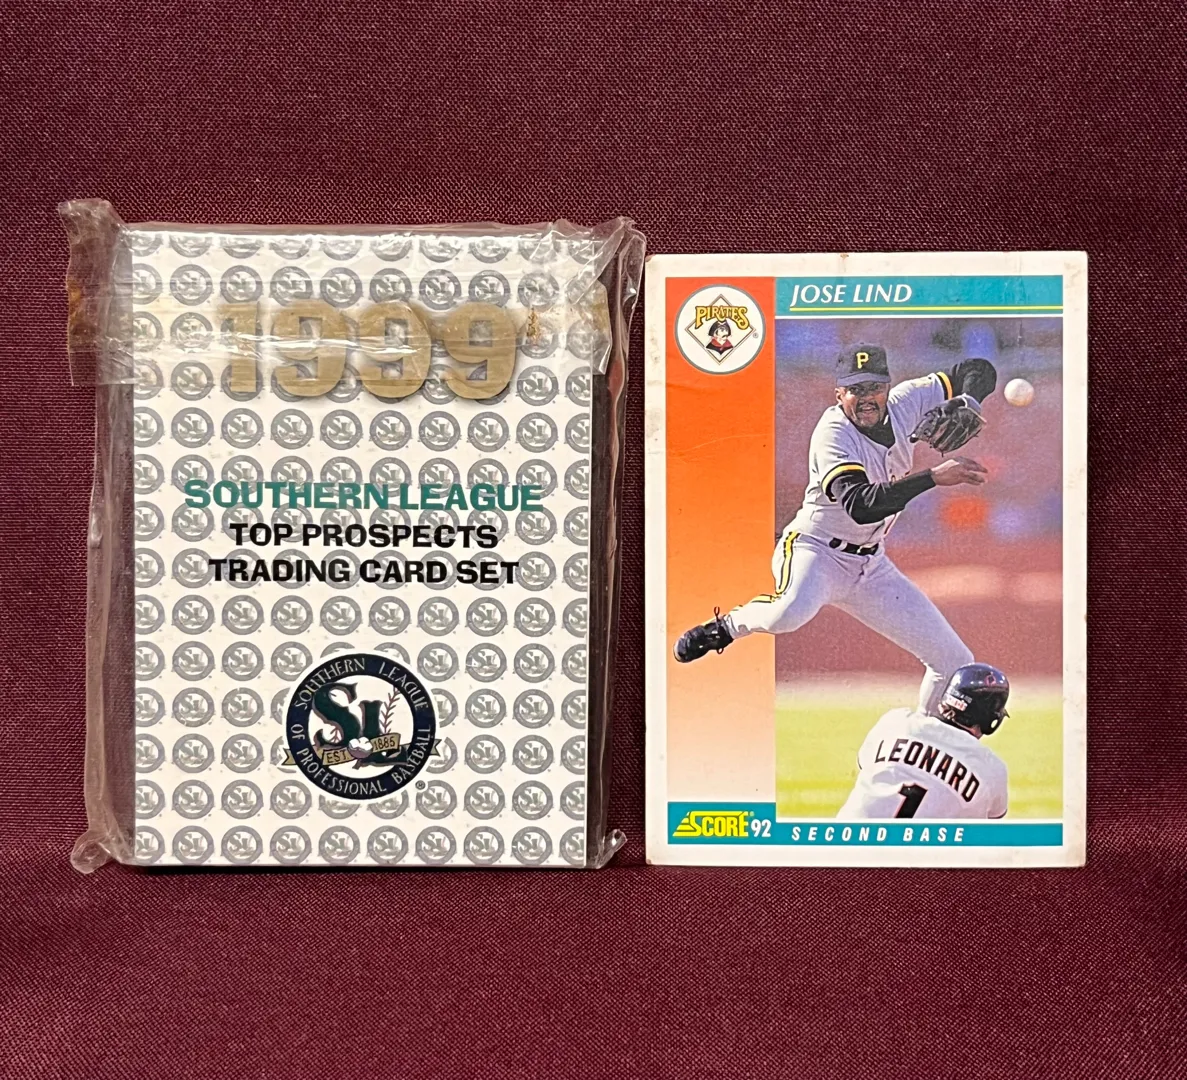 1999
SOUTHERN LEAGUE
TOP PROSPECTS
TRADING CARD SET
SOUTHERN LEAGUE
SL
EST. 1885
OF PROFESSIONAL BASEBALL
®
PIRATES
®
JOSE LIND
P
LEONARD
1
SCORE® 92
SECOND BASE